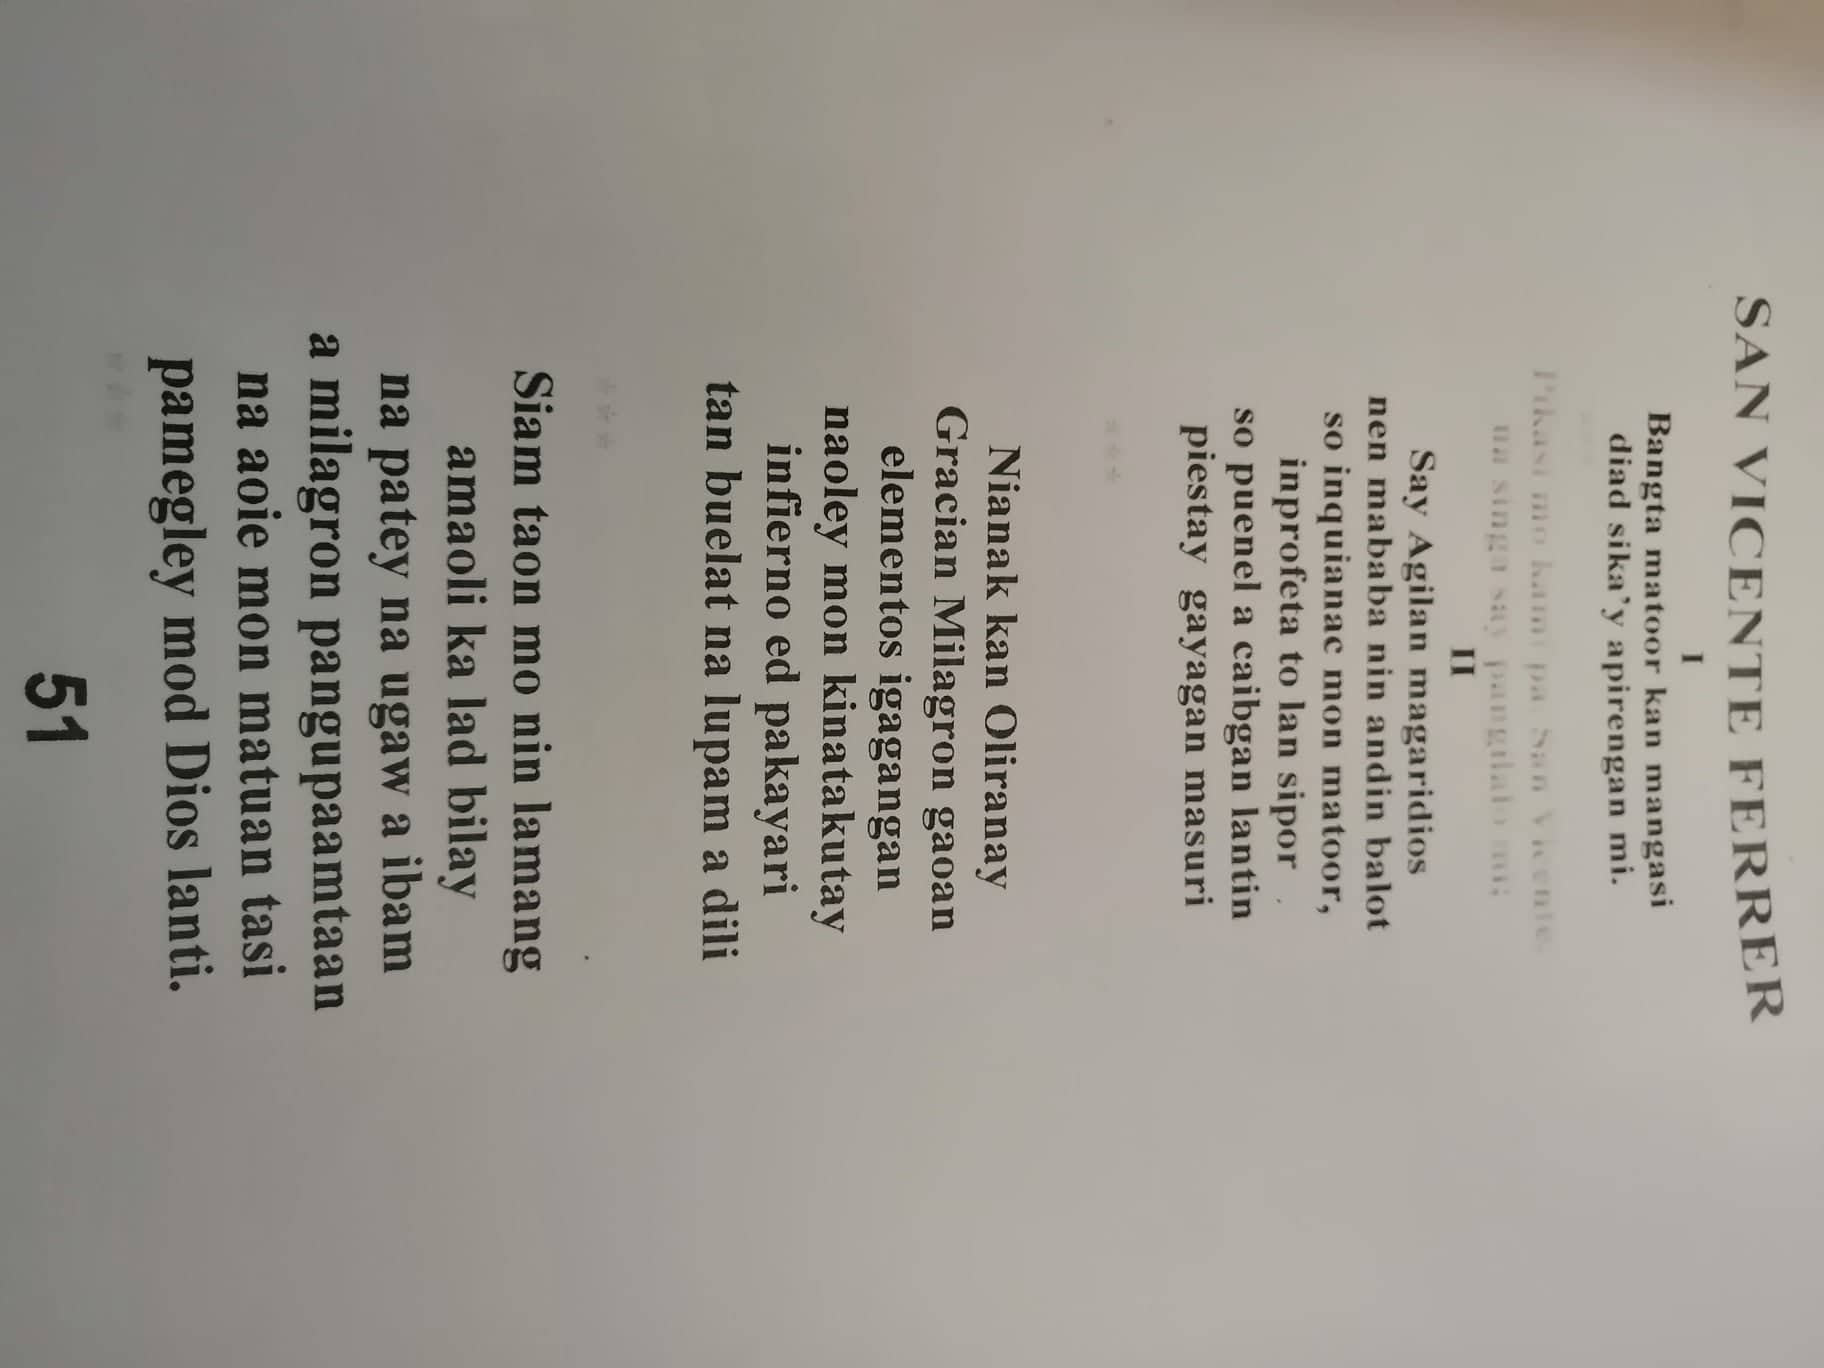 SAN VICENTE FERRER
I
Bangta matoor kan mangasi
diad sika'y apirengan mi.
***
Pikasi mo kami pa San Vicente,
na singa say pangilalo mi;
II
Say Agilan magaridios
nen mababa nin andin balot
so inquianac mon matoor,
inprofeta to lan sipor
so puenel a caibgan lantin
piestay gayagan masuri
***
Nianak kan Oliranay
Gracian Milagron gaoan
elementos igagangan
naoley mon kinatakutay
infierno ed pakayari
tan buelat na lupam a dili
***
Siam taon mo nin lamang
amaoli ka lad bilay
na patey na ugaw a ibam
a milagron pangupaamtaan
na aoie mon matuan tasi
pamegley mod Dios lanti.
***
51